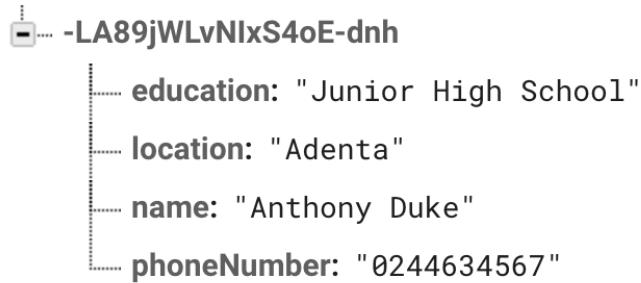 -LA89jWLvNIxS4oE-dnh
education: "Junior High School"
location: "Adenta"
name: "Anthony Duke"
phoneNumber: "0244634567"